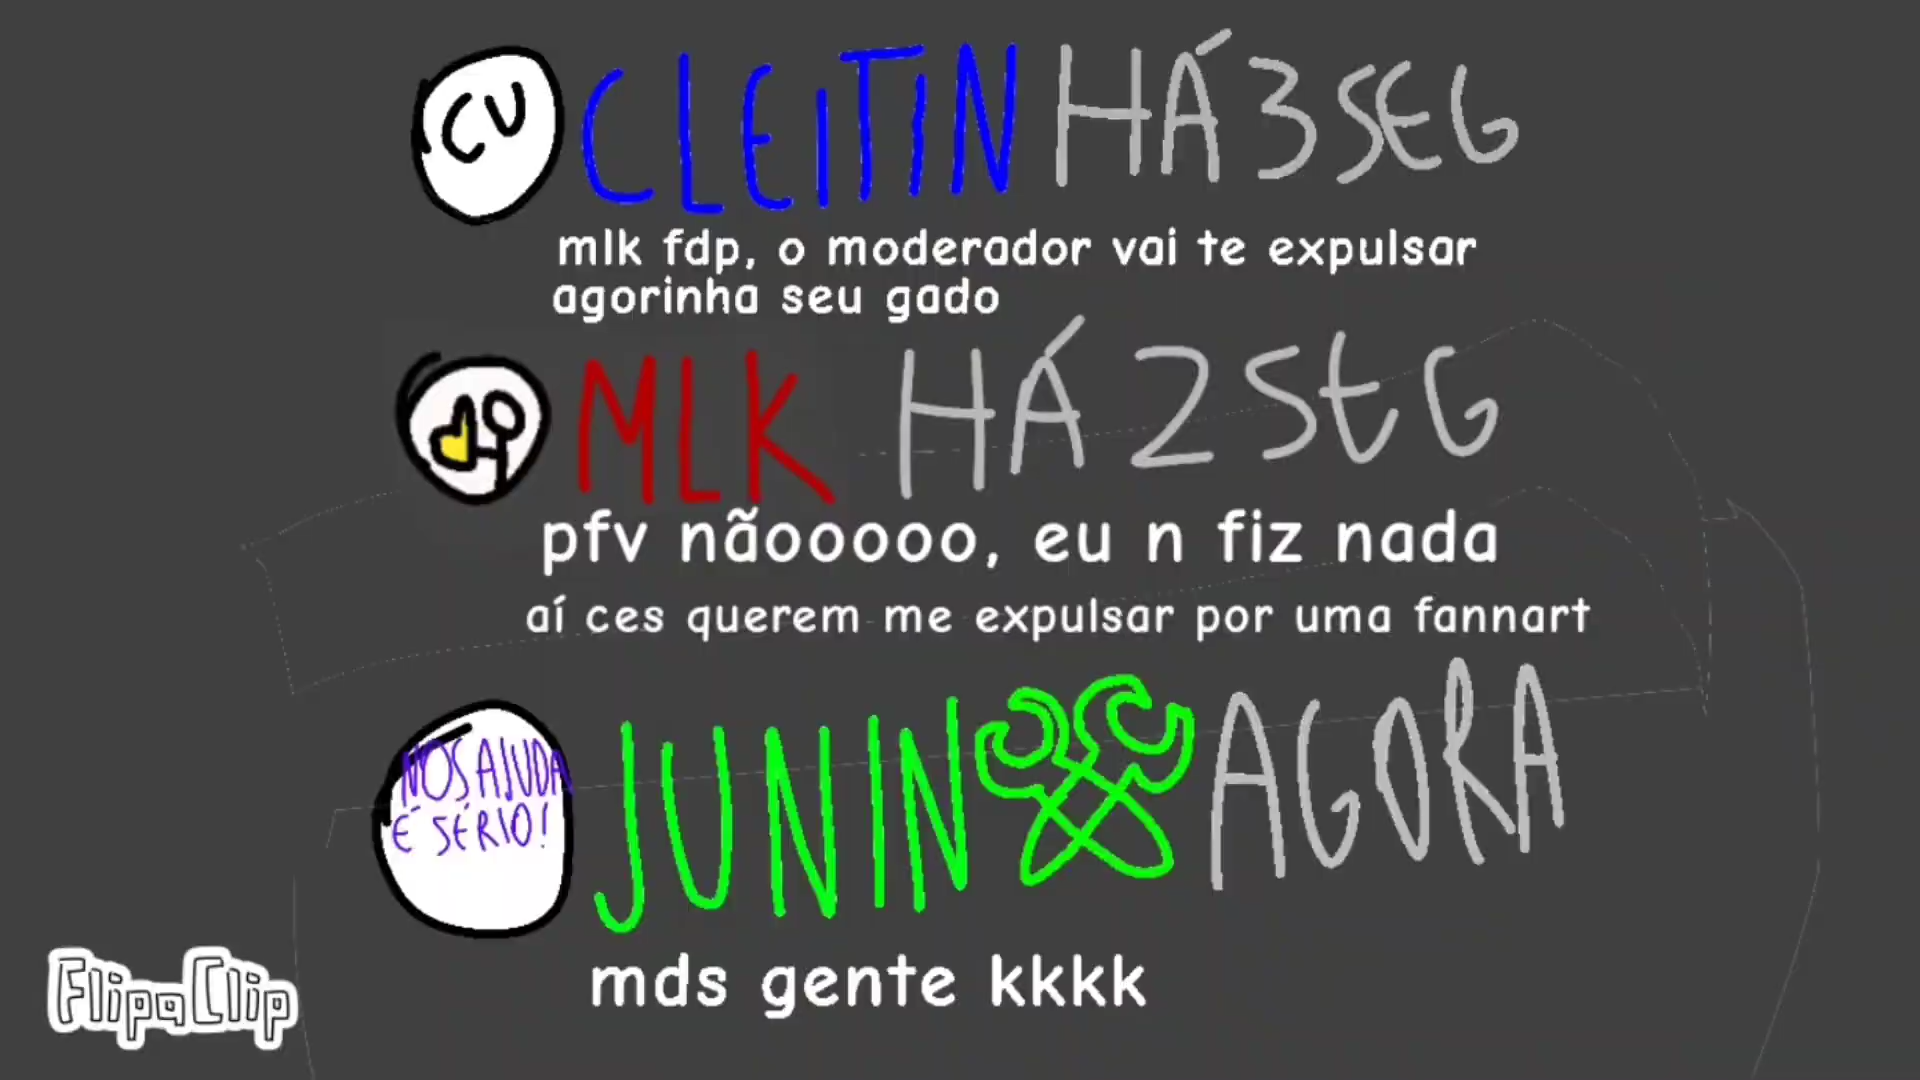 CU CLEITIN HÁ 3 SEG
mlk fdp, o moderador vai te expulsar
agorinha seu gado
MLK HÁ 2 SEG
pfv nãooooo, eu n fiz nada
aí ces querem me expulsar por uma fannart
NOS AJUDA
É SÉRIO!
JUNIN AGORA
mds gente kkkk
FlipaClip